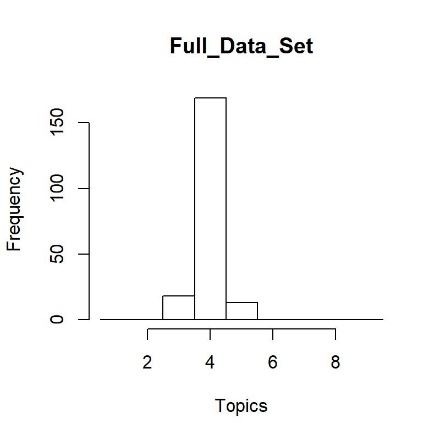 Full_Data_Set
Frequency
150
100
50
0
2 4 6 8
Topics